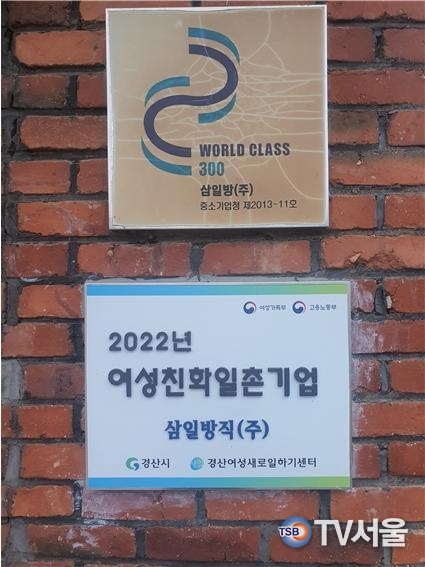 WORLD CLASS
300
삼일방(주)
중소기업청 제2013-11호
여성가족부 고용노동부
2022년
여성친화일촌기업
삼일방직(주)
경산시 경산여성새로일하기센터
TSB TV서울